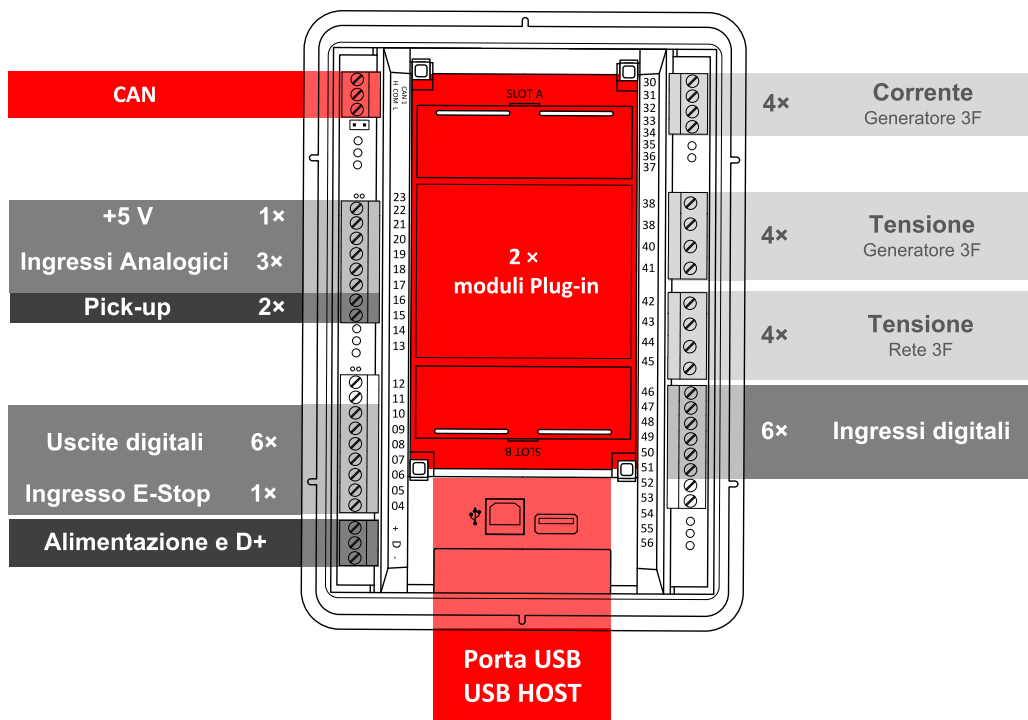 CAN
CAN 1
H COM L
SLOT A
30
31
32
33
34
35
36
37
4× Corrente
Generatore 3F
+5 V 1×
Ingressi Analogici 3×
Pick-up 2×
23
22
21
20
19
18
17
16
15
14
13
2 ×
moduli Plug-in
38
38
40
41
4× Tensione
Generatore 3F
42
43
44
45
4× Tensione
Rete 3F
Uscite digitali 6×
Ingresso E-Stop 1×
Alimentazione e D+
12
11
10
09
08
07
06
05
04
+
D
-
SLOT B
46
47
48
49
50
51
52
53
54
55
56
6× Ingressi digitali
Porta USB
USB HOST